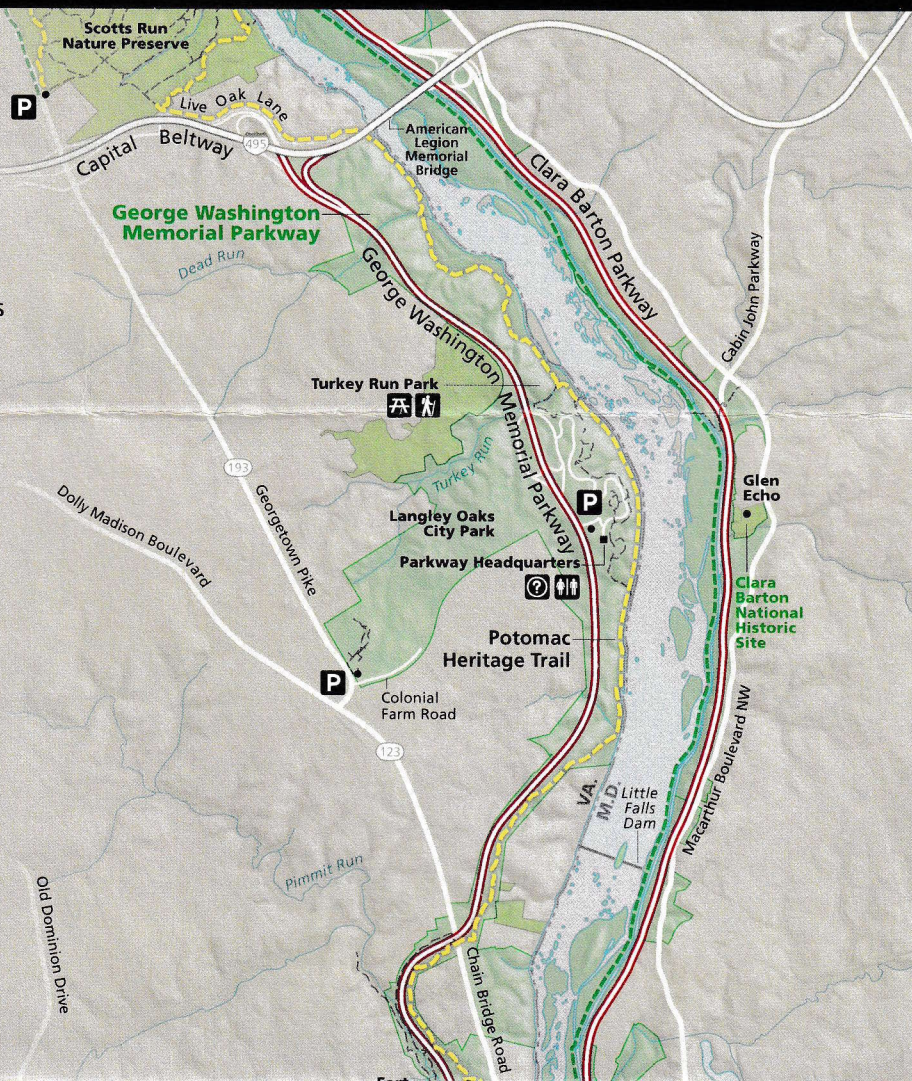 Scotts Run
Nature Preserve
P
Live Oak Lane
Capital Beltway
495
American
Legion
Memorial
Bridge
Clara Barton Parkway
George Washington
Memorial Parkway
Dead Run
George Washington Memorial Parkway
Cabin John Parkway
s
Turkey Run Park
193
Turkey Run
Dolly Madison Boulevard
Georgetown Pike
Glen
Echo
P
Langley Oaks
City Park
Parkway Headquarters
?
Clara
Barton
National
Historic
Site
Potomac
Heritage Trail
P
Colonial
Farm Road
123
Macarthur Boulevard NW
VA.
M.D.
Little
Falls
Dam
Pimmit Run
Old Dominion Drive
Chain Bridge Road